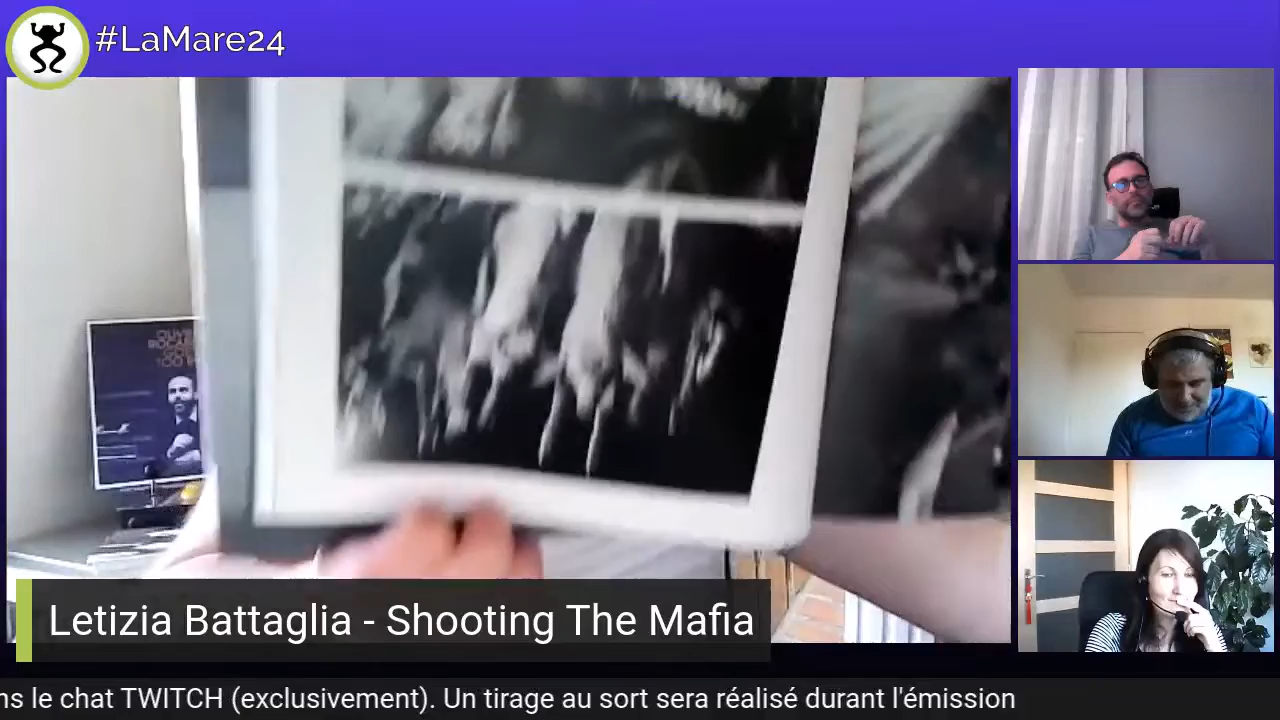 #LaMare24
Letizia Battaglia - Shooting The Mafia
ns le chat TWITCH (exclusivement). Un tirage au sort sera réalisé durant l'émission